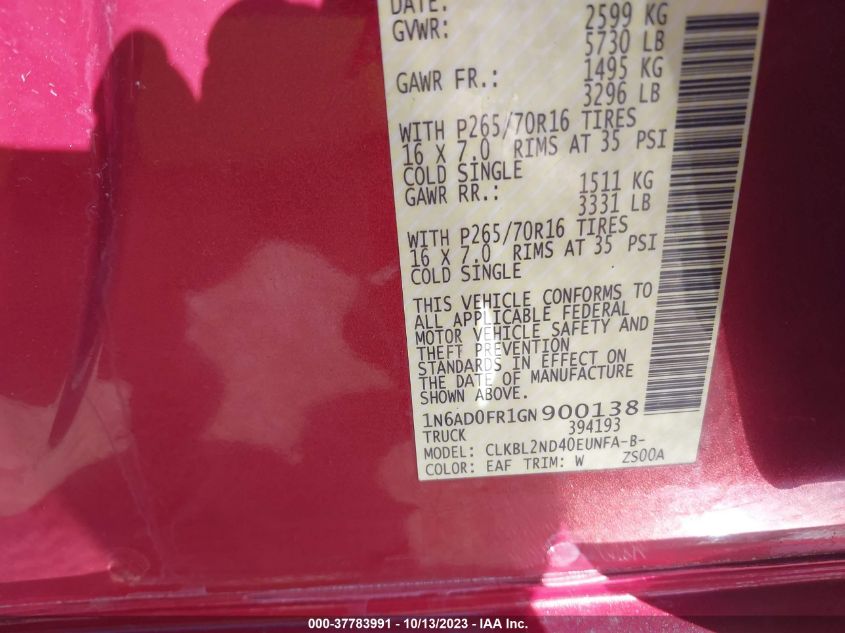 DATE:
GVWR: 2599 KG
5730 LB
GAWR FR.: 1495 KG
3296 LB
WITH P265/70R16 TIRES
16 X 7.0 RIMS AT 35 PSI
COLD SINGLE
GAWR RR.: 1511 KG
3331 LB
WITH P265/70R16 TIRES
16 X 7.0 RIMS AT 35 PSI
COLD SINGLE
THIS VEHICLE CONFORMS TO
ALL APPLICABLE FEDERAL
MOTOR VEHICLE SAFETY AND
THEFT PREVENTION
STANDARDS IN EFFECT ON
THE DATE OF MANUFACTURE
SHOWN ABOVE.
1N6AD0FR1GN900138
TRUCK 394193
MODEL: CLKBL2ND40EUNFA-B-
COLOR: EAF TRIM: W ZS00A
000-37783991 - 10/13/2023 - IAA Inc.